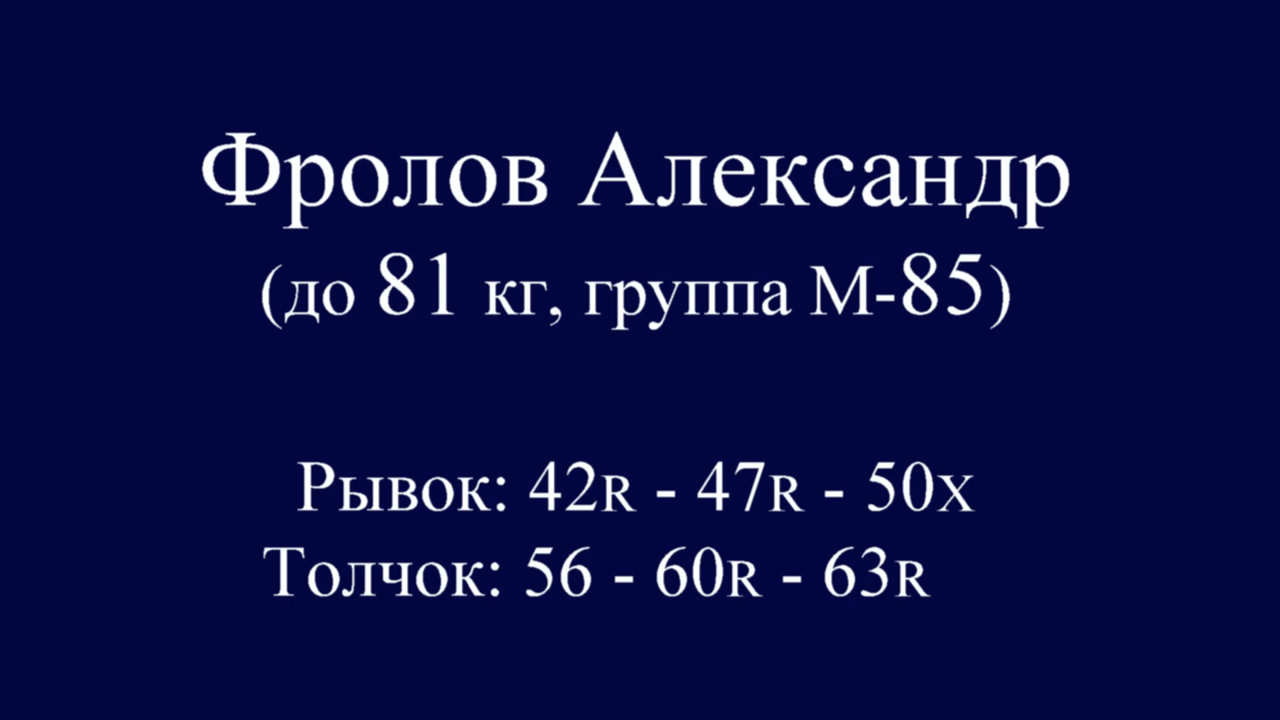 Фролов Александр
(до 81 кг, группа М-85)
Рывок: 42R - 47R - 50X
Толчок: 56 - 60R - 63R